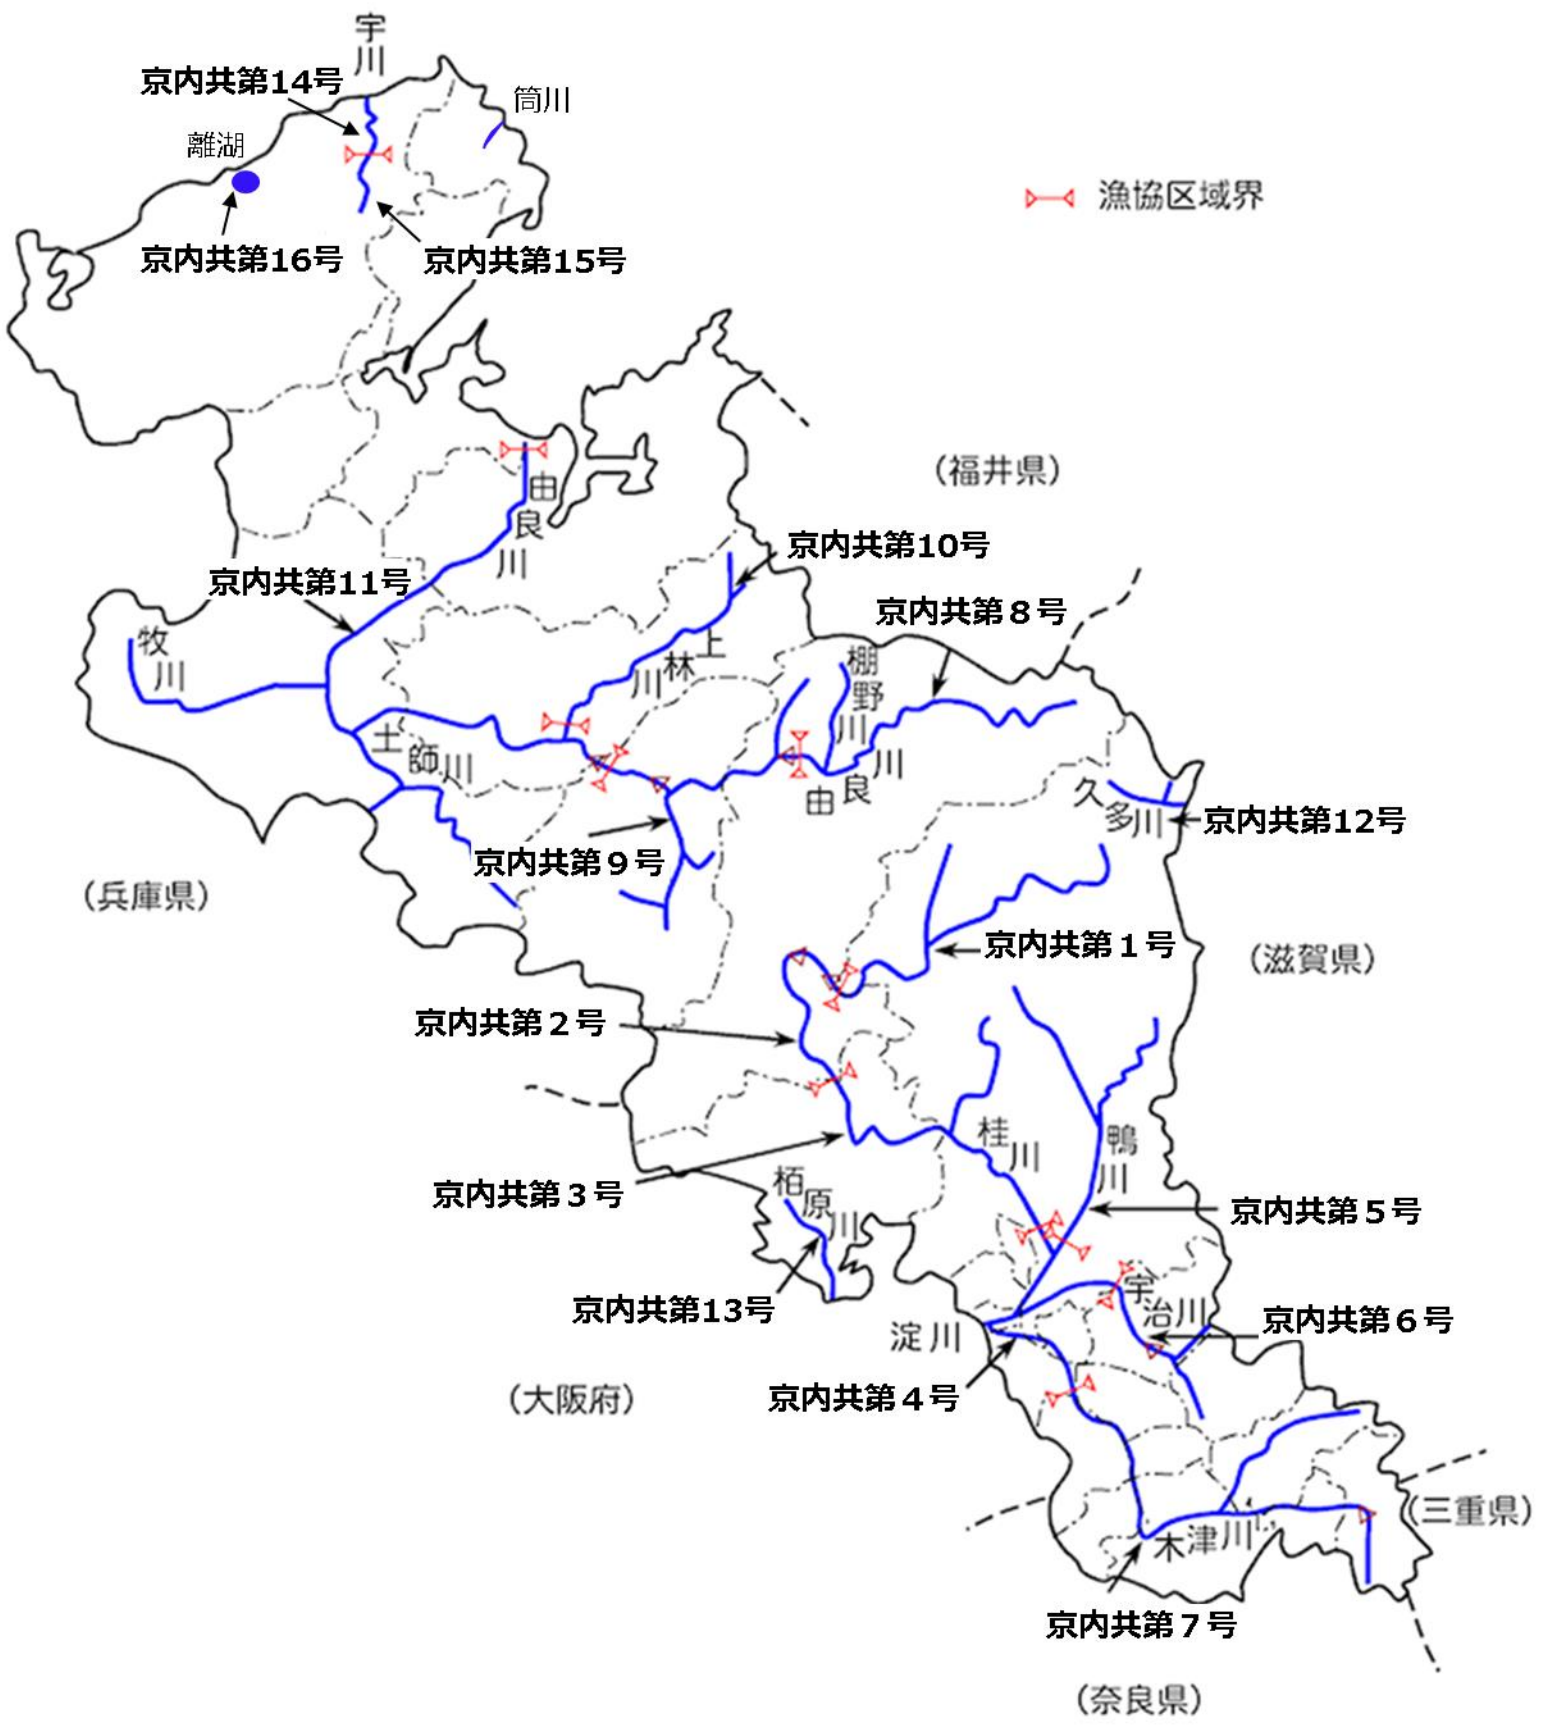 宇川
京内共第14号
筒川
離湖
漁協区域界
京内共第16号
京内共第15号
（福井県）
由良川
京内共第10号
京内共第11号
京内共第８号
牧川
上林川
棚野川
土師川
由良川
久多川
京内共第12号
京内共第９号
（兵庫県）
京内共第１号
（滋賀県）
京内共第２号
桂川
鴨川
京内共第３号
栢原川
京内共第５号
宇治川
京内共第13号
京内共第６号
淀川
京内共第４号
（大阪府）
（三重県）
木津川
京内共第７号
（奈良県）